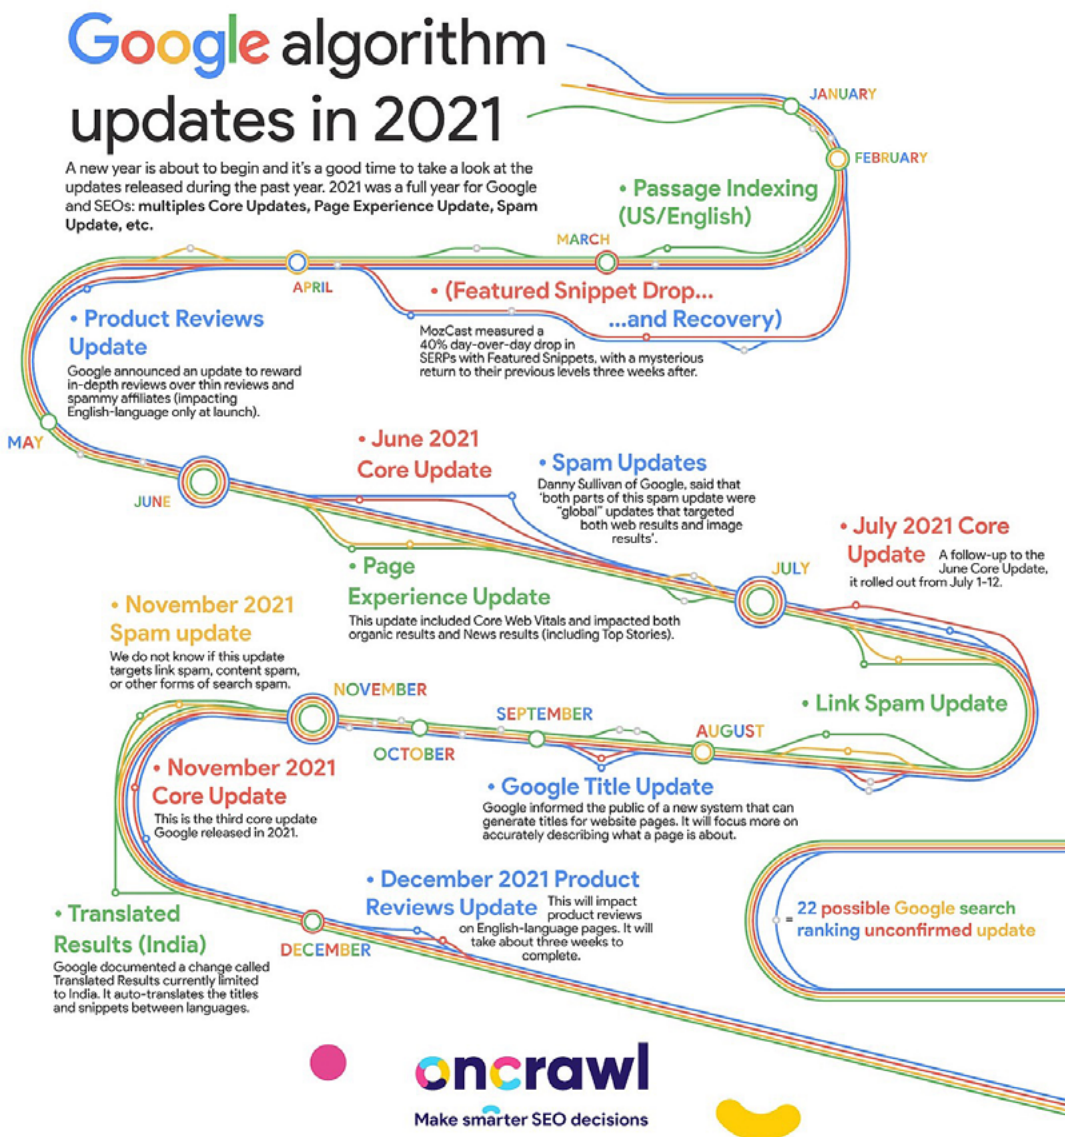 Google algorithm
updates in 2021
A new year is about to begin and it's a good time to take a look at the
updates released during the past year. 2021 was a full year for Google
and SEOs: multiples Core Updates, Page Experience Update, Spam
Update, etc.
JANUARY
FEBRUARY
• Passage Indexing
(US/English)
MARCH
APRIL
• (Featured Snippet Drop...
...and Recovery)
MozCast measured a
40% day-over-day drop in
SERPs with Featured Snippets, with a mysterious
return to their previous levels three weeks after.
• Product Reviews
Update
Google announced an update to reward
in-depth reviews over thin reviews and
spammy affiliates (impacting
English-language only at launch).
MAY
JUNE
• June 2021
Core Update
• Spam Updates
Danny Sullivan of Google, said that
'both parts of this spam update were
"global" updates that targeted
both web results and image
results'.
• Page
Experience Update
This update included Core Web Vitals and impacted both
organic results and News results (including Top Stories).
JULY
• July 2021 Core
Update
A follow-up to the
June Core Update,
it rolled out from July 1-12.
• Link Spam Update
AUGUST
SEPTEMBER
• Google Title Update
Google informed the public of a new system that can
generate titles for website pages. It will focus more on
accurately describing what a page is about.
OCTOBER
NOVEMBER
• November 2021
Spam update
We do not know if this update
targets link spam, content spam,
or other forms of search spam.
• November 2021
Core Update
This is the third core update
Google released in 2021.
• Translated
Results (India)
Google documented a change called
Translated Results currently limited
to India. It auto-translates the titles
and snippets between languages.
DECEMBER
• December 2021 Product
Reviews Update
This will impact
product reviews
on English-language pages. It will
take about three weeks to
complete.
= 22 possible Google search
ranking unconfirmed update
oncrawl
Make smarter SEO decisions